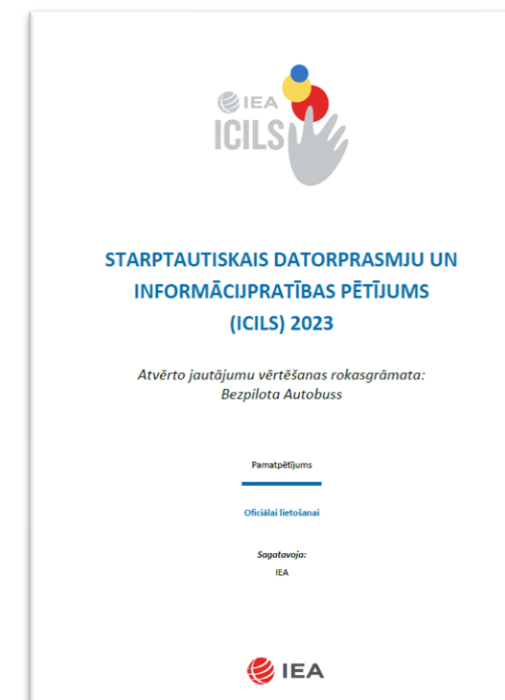 IEA
ICILS
STARPTAUTISKAIS DATORPRASMJU UN
INFORMĀCIJPRATĪBAS PĒTĪJUMS
(ICILS) 2023
Atvērto jautājumu vērtēšanas rokasgrāmata:
Bezpilota Autobuss
Pamatpētījums
Oficiālai lietošanai
Sagatavoja:
IEA
IEA